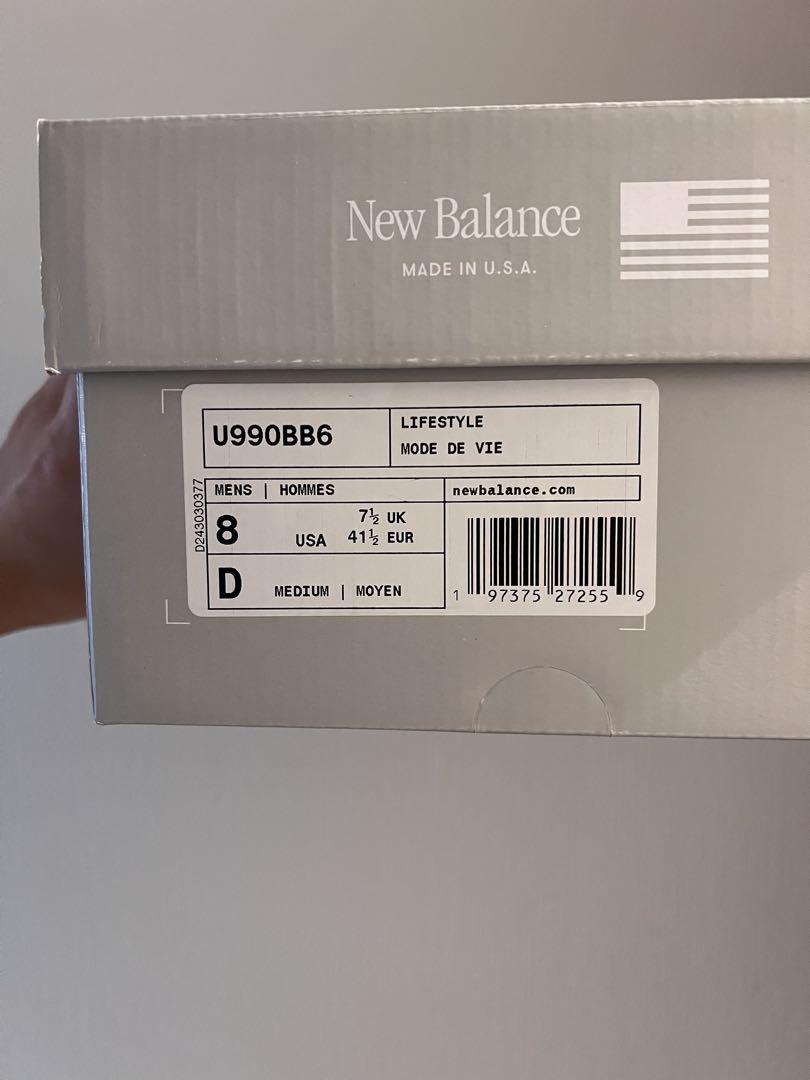 New Balance
MADE IN U.S.A.
U990BB6
LIFESTYLE
MODE DE VIE
D243030377
MENS | HOMMES
newbalance.com
8 USA
7½ UK
41½ EUR
D MEDIUM | MOYEN
1 97375 27255 9